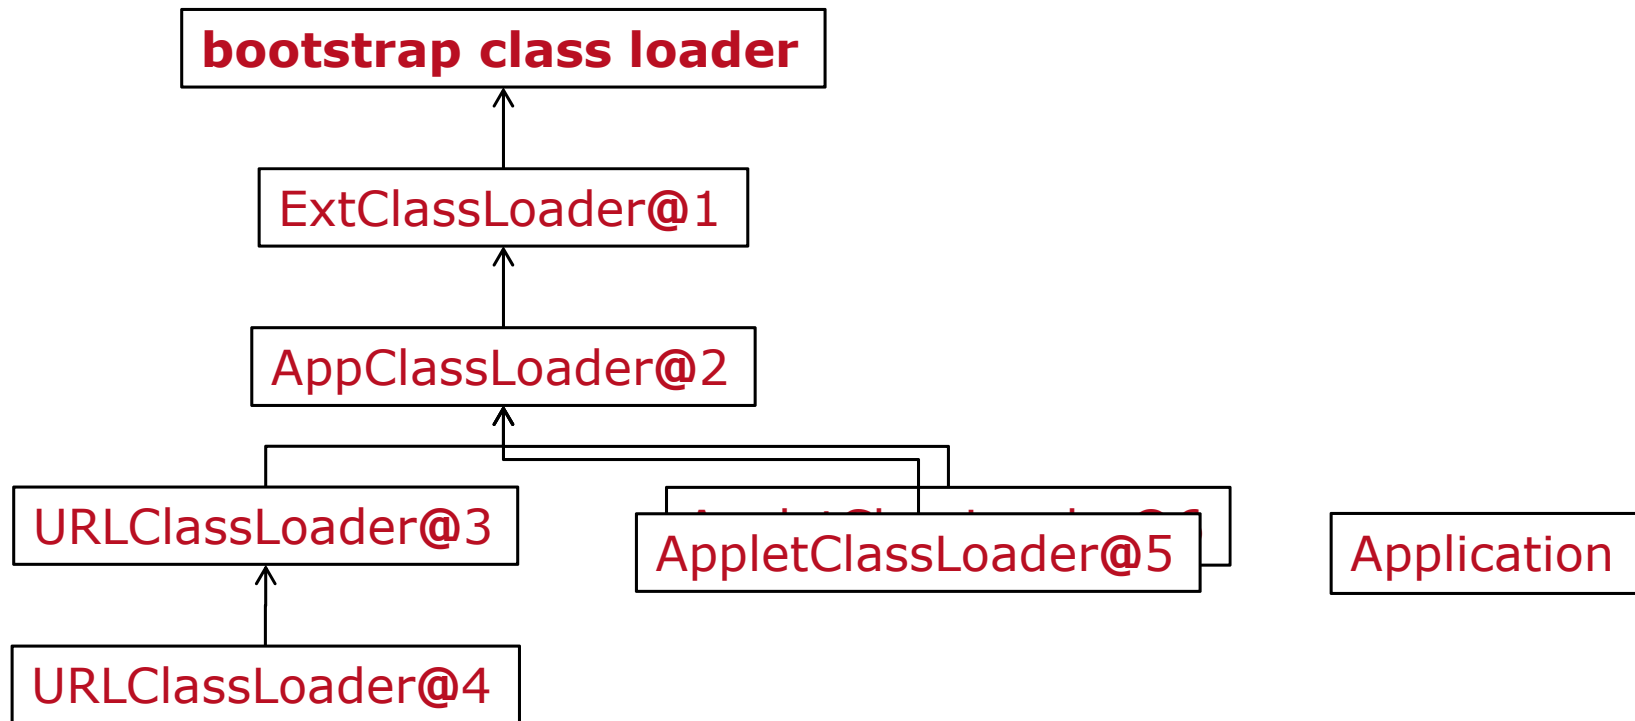 bootstrap class loader
ExtClassLoader@1
AppClassLoader@2
URLClassLoader@3
AppletClassLoader@5
Application
URLClassLoader@4